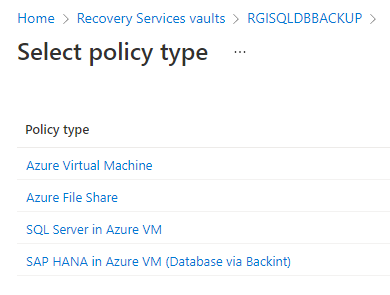 Home > Recovery Services vaults > RGISQLDBBACKUP >
Select policy type ...
Policy type
Azure Virtual Machine
Azure File Share
SQL Server in Azure VM
SAP HANA in Azure VM (Database via Backint)